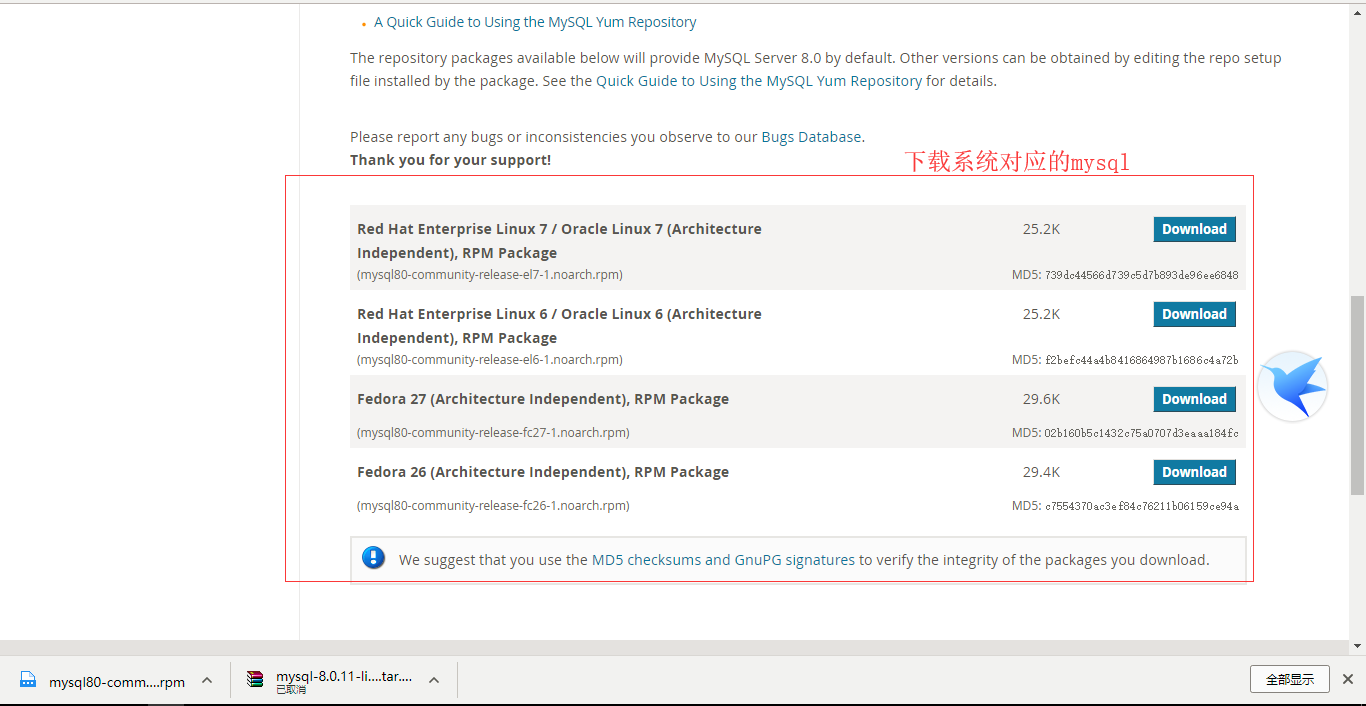 A Quick Guide to Using the MySQL Yum Repository
The repository packages available below will provide MySQL Server 8.0 by default. Other versions can be obtained by editing the repo setup
file installed by the package. See the Quick Guide to Using the MySQL Yum Repository for details.
Please report any bugs or inconsistencies you observe to our Bugs Database.
Thank you for your support!
下载系统对应的mysql
Red Hat Enterprise Linux 7 / Oracle Linux 7 (Architecture
Independent), RPM Package
25.2K
Download
(mysql80-community-release-el7-1.noarch.rpm)
MD5: 739dc44566d739c5d7b893de96ee6848
Red Hat Enterprise Linux 6 / Oracle Linux 6 (Architecture
Independent), RPM Package
25.2K
Download
(mysql80-community-release-el6-1.noarch.rpm)
MD5: f2befc44a4b8416864987b1686c4a72b
Fedora 27 (Architecture Independent), RPM Package
29.6K
Download
(mysql80-community-release-fc27-1.noarch.rpm)
MD5: 02b160b5c1432c75a0707d3eaaa184fc
Fedora 26 (Architecture Independent), RPM Package
29.4K
Download
(mysql80-community-release-fc26-1.noarch.rpm)
MD5: c7554370ac3ef84c76211b06159ce94a
We suggest that you use the MD5 checksums and GnuPG signatures to verify the integrity of the packages you download.
mysql80-comm....rpm
mysql-8.0.11-li....tar....
已取消
全部显示